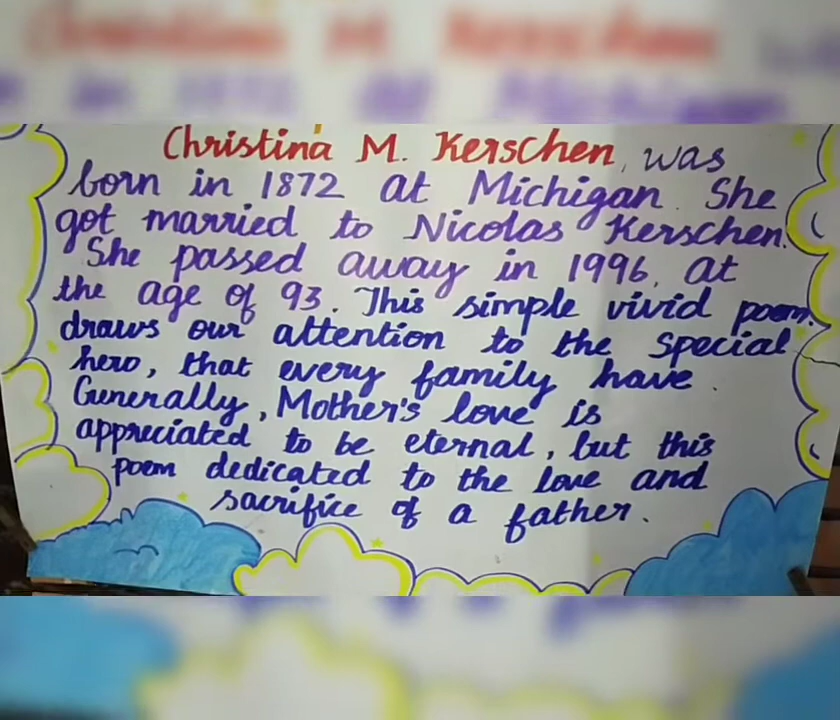 Christina M. Kerschen, was
born in 1872 at Michigan. She
got married to Nicolas Kerschen.
She passed away in 1996, at
the age of 93. This simple vivid poem
draws our attention to the special
hero, that every family have.
Generally, Mother's love is
appreciated to be eternal, but this
poem dedicated to the love and
sacrifice of a father.